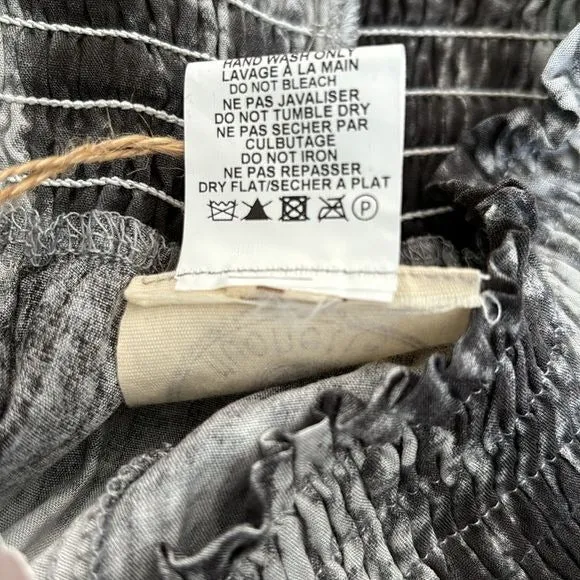 HAND WASH ONLY
LAVAGE À LA MAIN
DO NOT BLEACH
NE PAS JAVALISER
DO NOT TUMBLE DRY
NE PAS SECHER PAR
CULBUTAGE
DO NOT IRON
NE PAS REPASSER
DRY FLAT/SECHER A PLAT
P